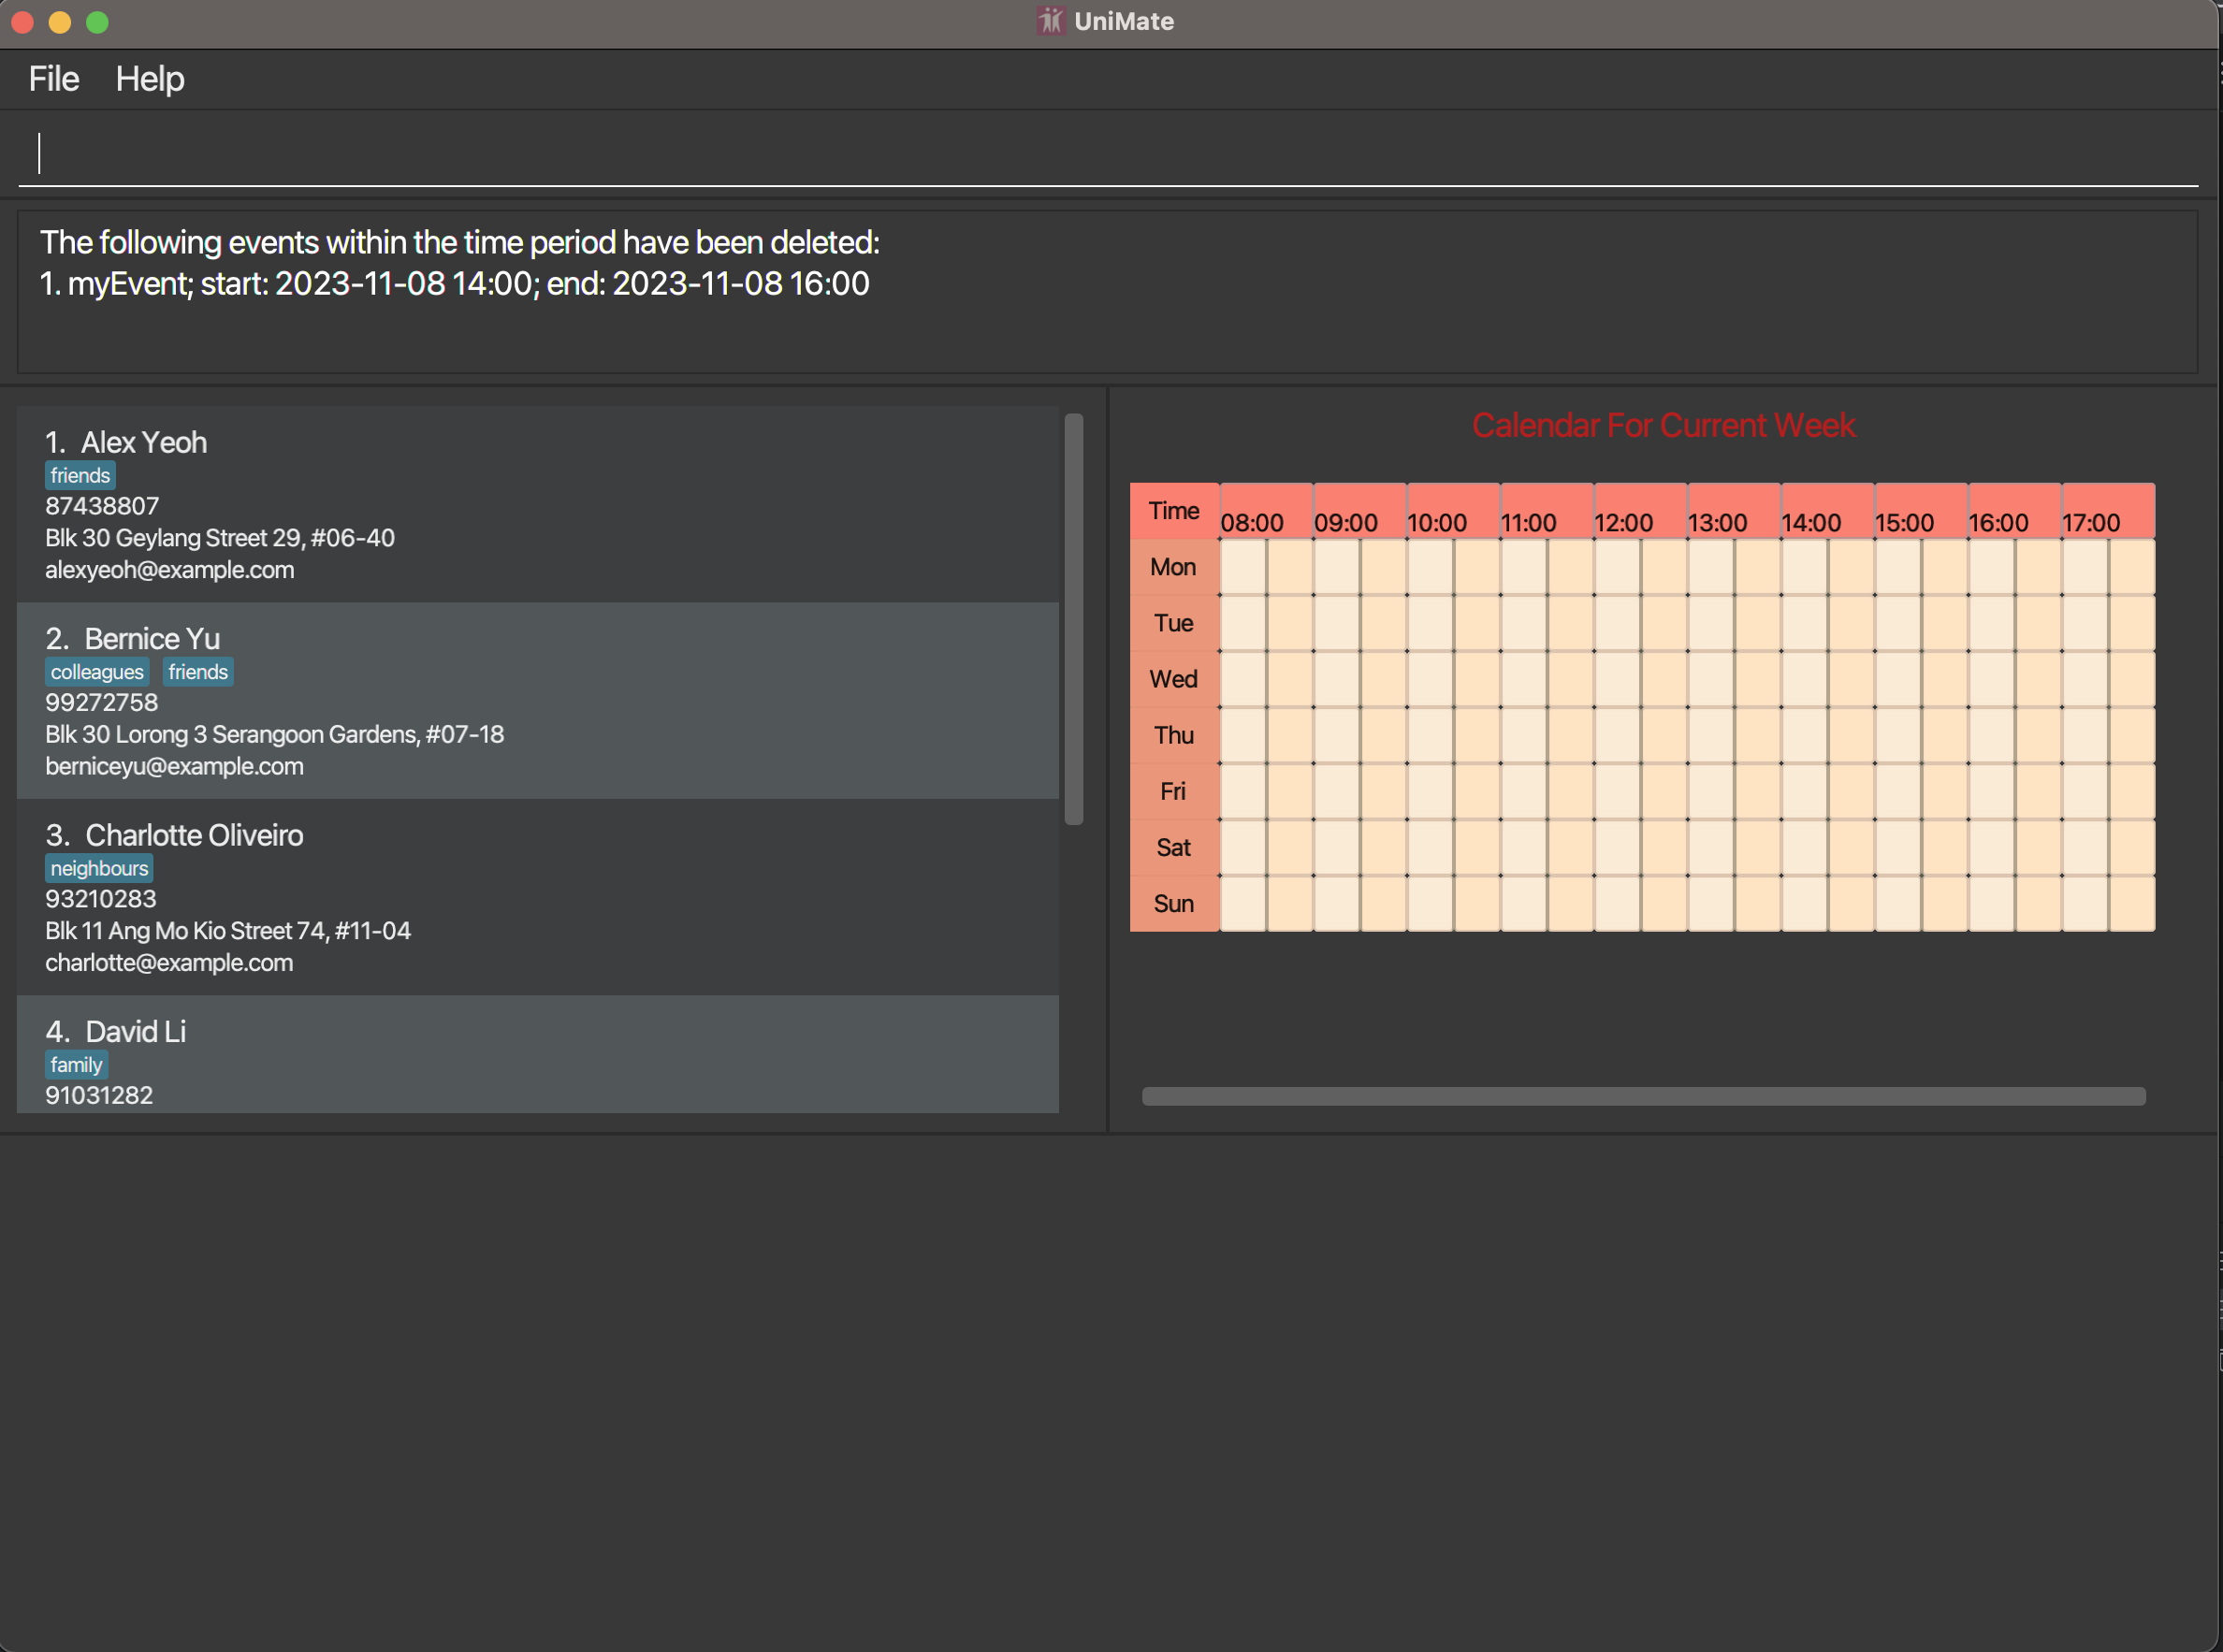 UniMate
File Help
The following events within the time period have been deleted:
1. myEvent; start: 2023-11-08 14:00; end: 2023-11-08 16:00
1. Alex Yeoh
friends
87438807
Blk 30 Geylang Street 29, #06-40
alexyeoh@example.com
2. Bernice Yu
colleagues friends
99272758
Blk 30 Lorong 3 Serangoon Gardens, #07-18
berniceyu@example.com
3. Charlotte Oliveiro
neighbours
93210283
Blk 11 Ang Mo Kio Street 74, #11-04
charlotte@example.com
4. David Li
family
91031282
Calendar For Current Week
Time 08:00 09:00 10:00 11:00 12:00 13:00 14:00 15:00 16:00 17:00
Mon
Tue
Wed
Thu
Fri
Sat
Sun